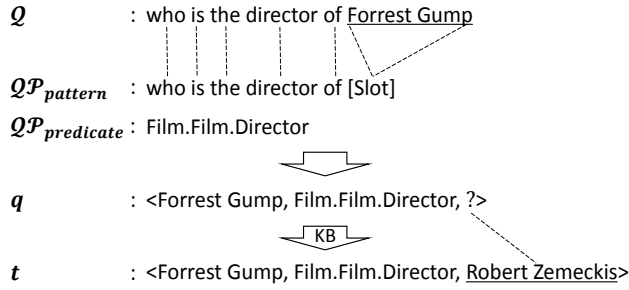 Q : who is the director of Forrest Gump
QP_pattern : who is the director of [Slot]
QP_predicate : Film.Film.Director
q : <Forrest Gump, Film.Film.Director, ?>
KB
t : <Forrest Gump, Film.Film.Director, Robert Zemeckis>